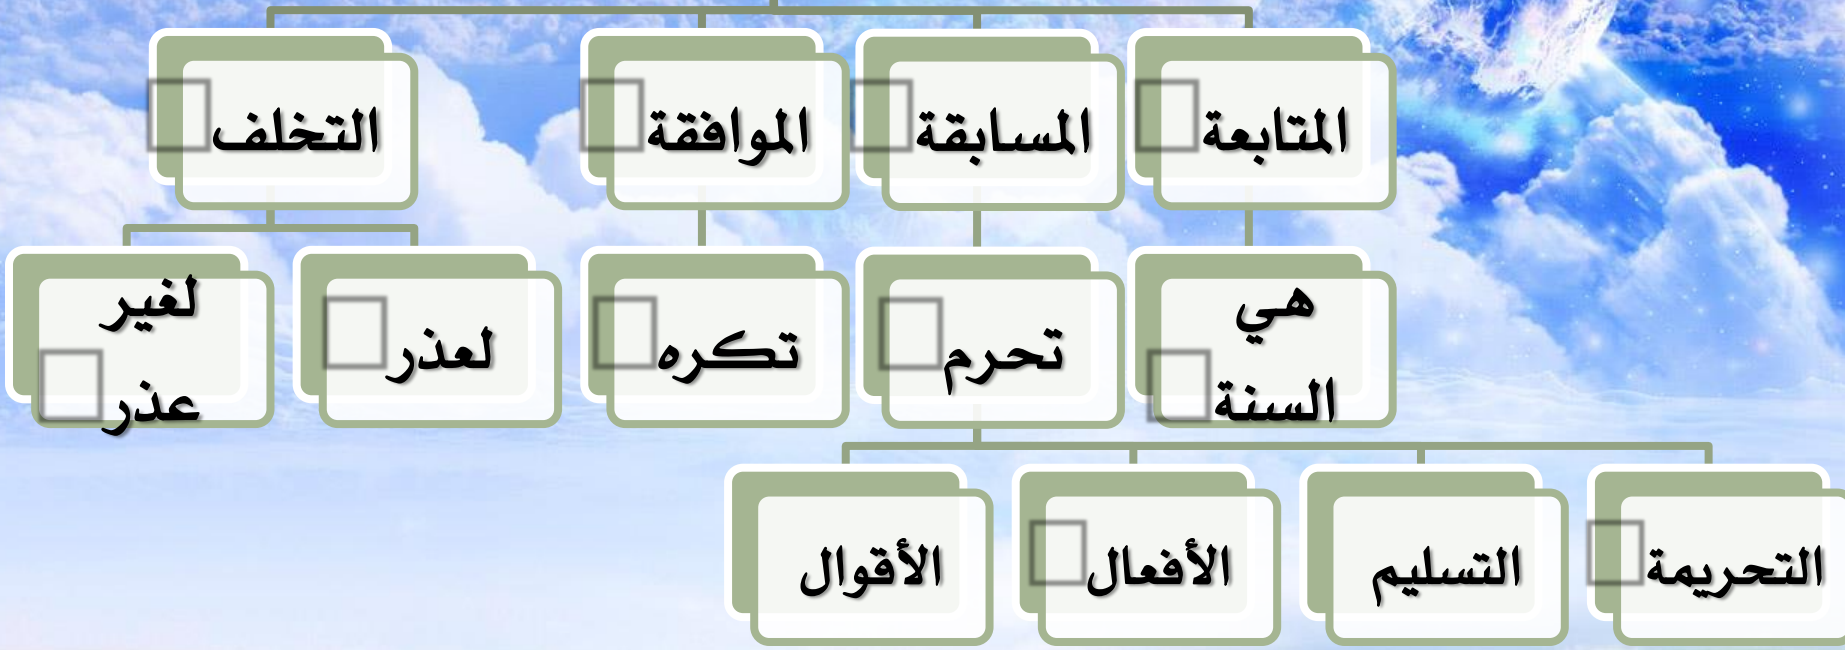 المتابعة
المسابقة
الموافقة
التخلف
هي
السنة
تحرم
تكره
لعذر
لغير
عذر
التحريمة
التسليم
الأفعال
الأقوال